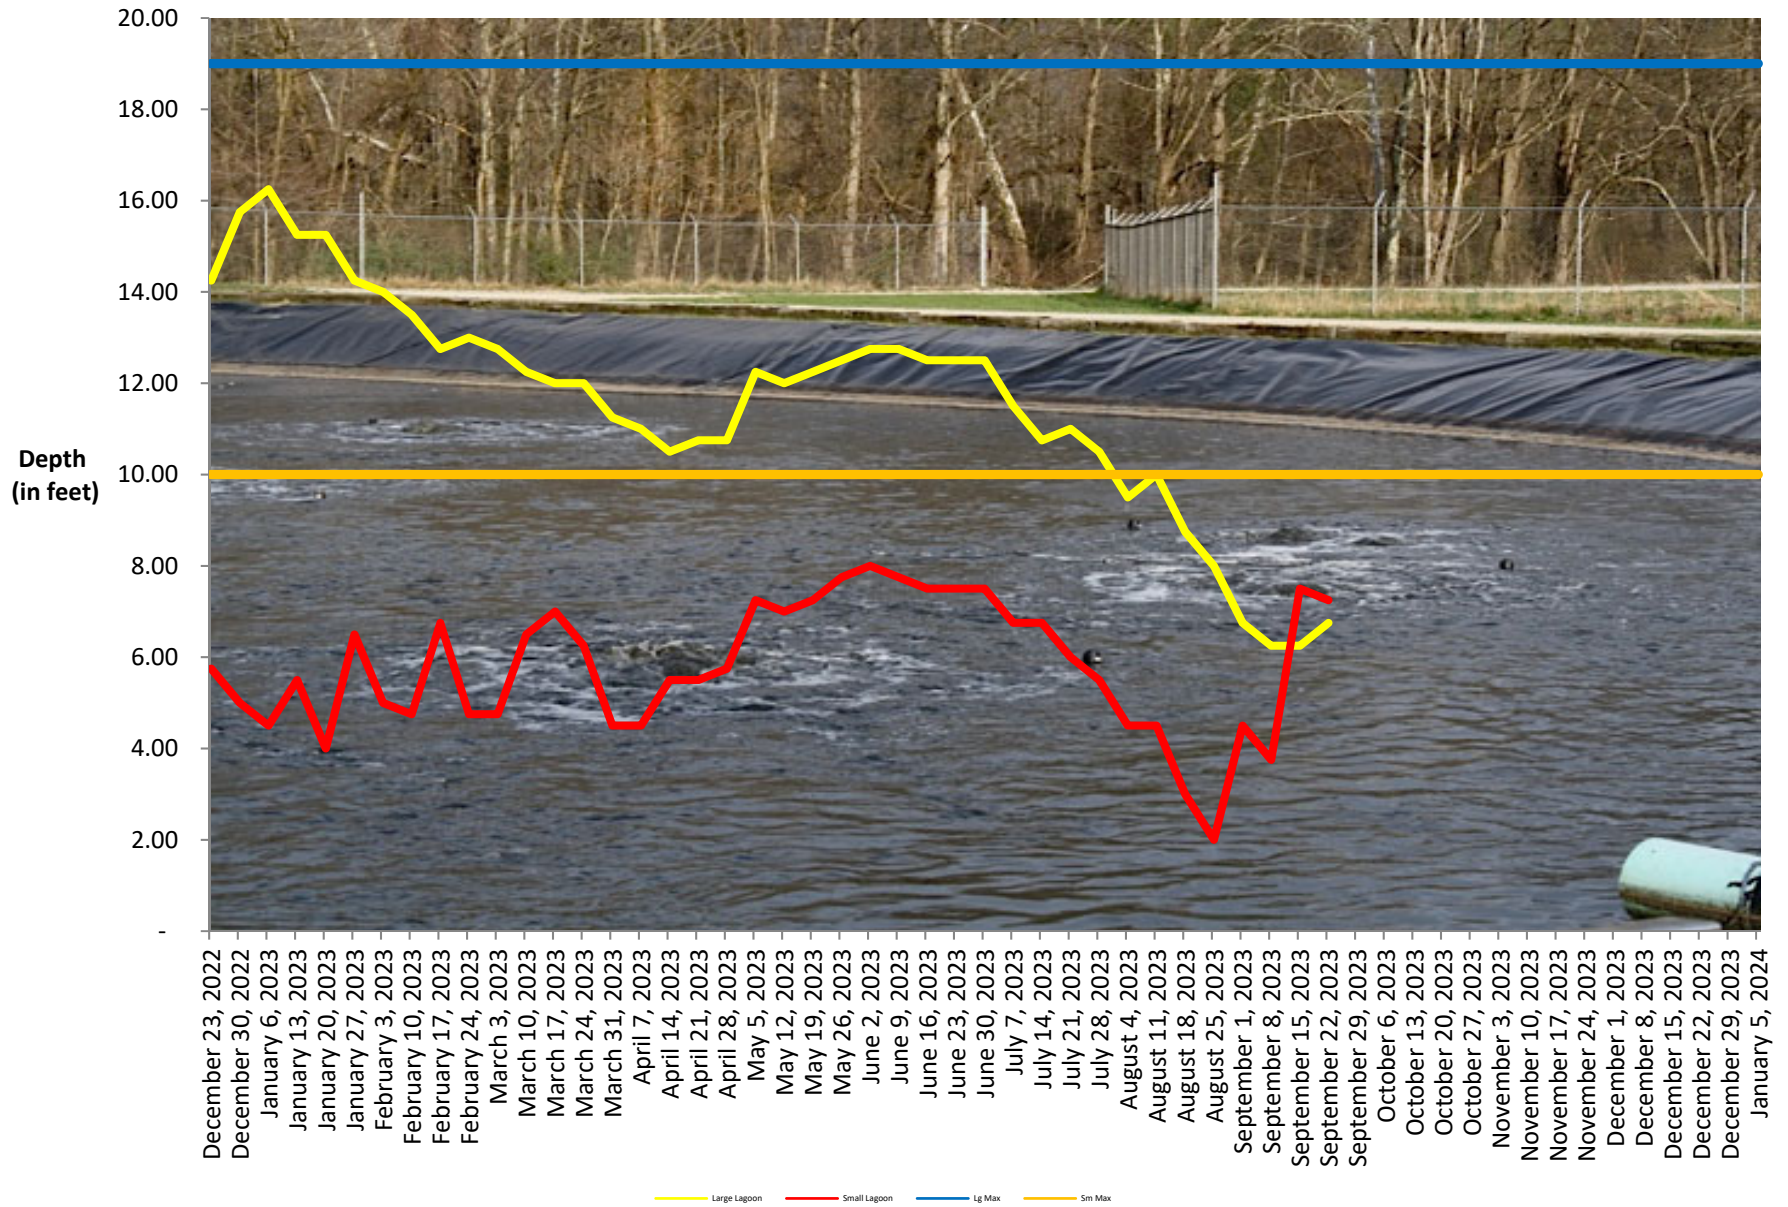 20.00
18.00
16.00
14.00
12.00
10.00
8.00
6.00
4.00
2.00
-
Depth
(in feet)
December 23, 2022
December 30, 2022
January 6, 2023
January 13, 2023
January 20, 2023
January 27, 2023
February 3, 2023
February 10, 2023
February 17, 2023
February 24, 2023
March 3, 2023
March 10, 2023
March 17, 2023
March 24, 2023
March 31, 2023
April 7, 2023
April 14, 2023
April 21, 2023
April 28, 2023
May 5, 2023
May 12, 2023
May 19, 2023
May 26, 2023
June 2, 2023
June 9, 2023
June 16, 2023
June 23, 2023
June 30, 2023
July 7, 2023
July 14, 2023
July 21, 2023
July 28, 2023
August 4, 2023
August 11, 2023
August 18, 2023
August 25, 2023
September 1, 2023
September 8, 2023
September 15, 2023
September 22, 2023
September 29, 2023
October 6, 2023
October 13, 2023
October 20, 2023
October 27, 2023
November 3, 2023
November 10, 2023
November 17, 2023
November 24, 2023
December 1, 2023
December 8, 2023
December 15, 2023
December 22, 2023
December 29, 2023
January 5, 2024
Large Lagoon
Small Lagoon
Lg Max
Sm Max